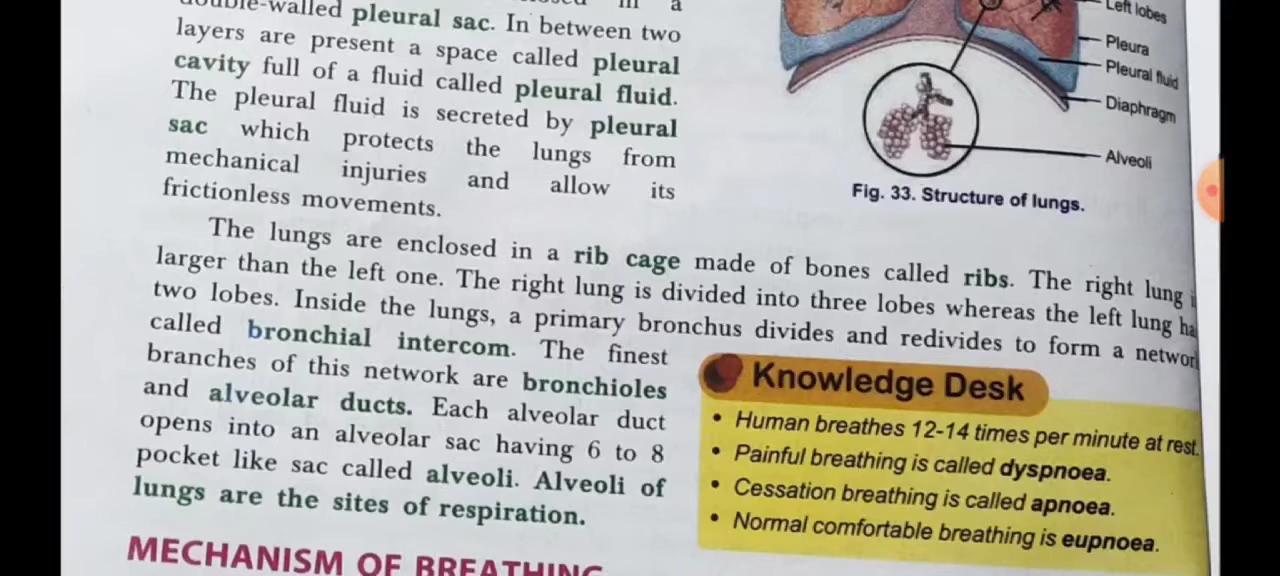 in a
double-walled pleural sac. In between two
layers are present a space called pleural
cavity full of a fluid called pleural fluid.
The pleural fluid is secreted by pleural
sac which protects the lungs from
mechanical injuries and allow its
frictionless movements.
Left lobes
Pleura
Pleural fluid
Diaphragm
Alveoli
Fig. 33. Structure of lungs.
The lungs are enclosed in a rib cage made of bones called ribs. The right lung
larger than the left one. The right lung is divided into three lobes whereas the left lung
two lobes. Inside the lungs, a primary bronchus divides and redivides to form a
called bronchial intercom. The finest
branches of this network are bronchioles
and alveolar ducts. Each alveolar duct
opens into an alveolar sac having 6 to 8
pocket like sac called alveoli. Alveoli of
lungs are the sites of respiration.
Knowledge Desk
• Human breathes 12-14 times per minute at rest.
• Painful breathing is called dyspnoea.
• Cessation breathing is called apnoea.
• Normal comfortable breathing is eupnoea.
MECHANISM OF BREATHING